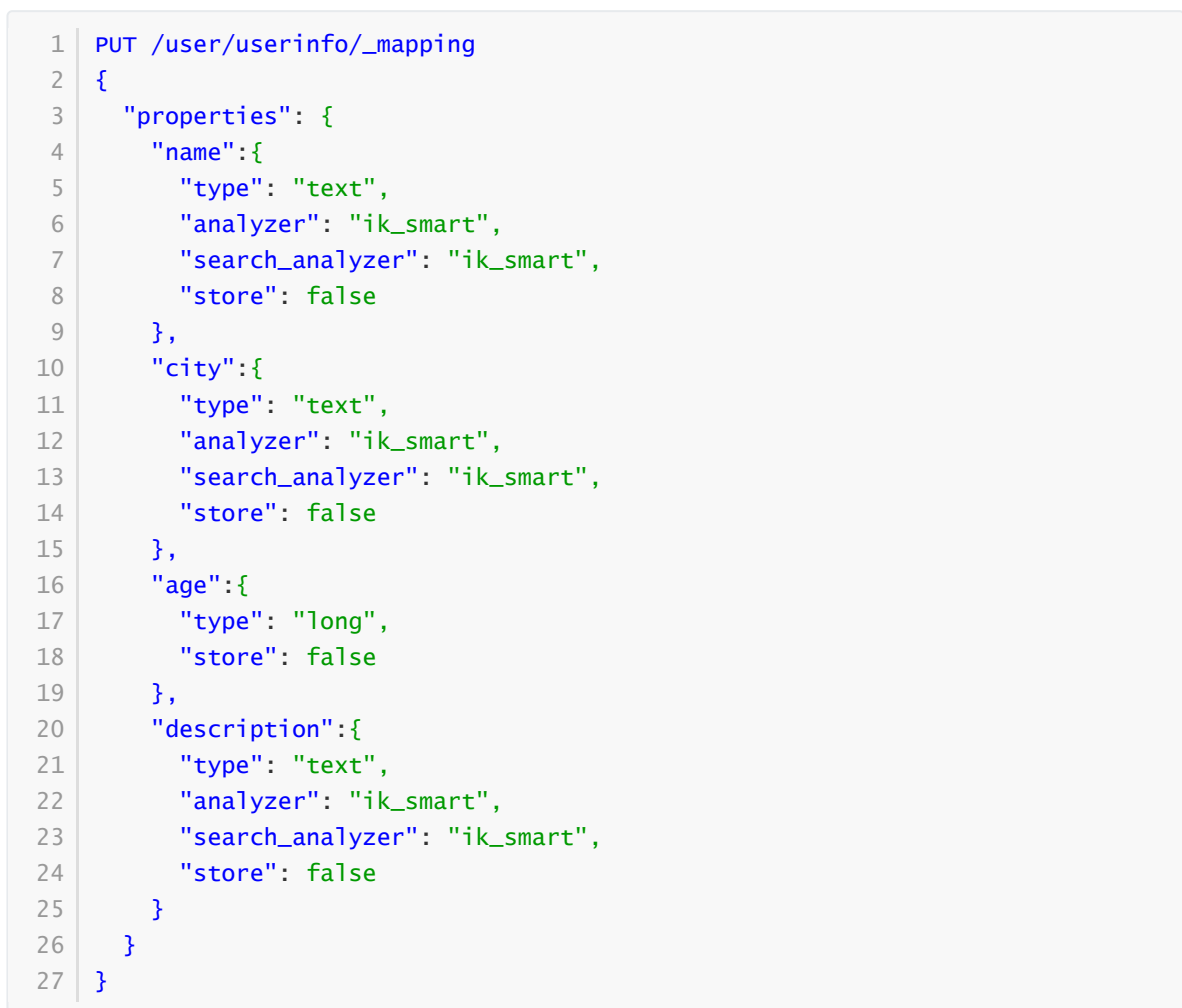 1 PUT /user/userinfo/_mapping
2 {
3   "properties": {
4     "name":{
5       "type": "text",
6       "analyzer": "ik_smart",
7       "search_analyzer": "ik_smart",
8       "store": false
9     },
10     "city":{
11       "type": "text",
12       "analyzer": "ik_smart",
13       "search_analyzer": "ik_smart",
14       "store": false
15     },
16     "age":{
17       "type": "long",
18       "store": false
19     },
20     "description":{
21       "type": "text",
22       "analyzer": "ik_smart",
23       "search_analyzer": "ik_smart",
24       "store": false
25     }
26   }
27 }